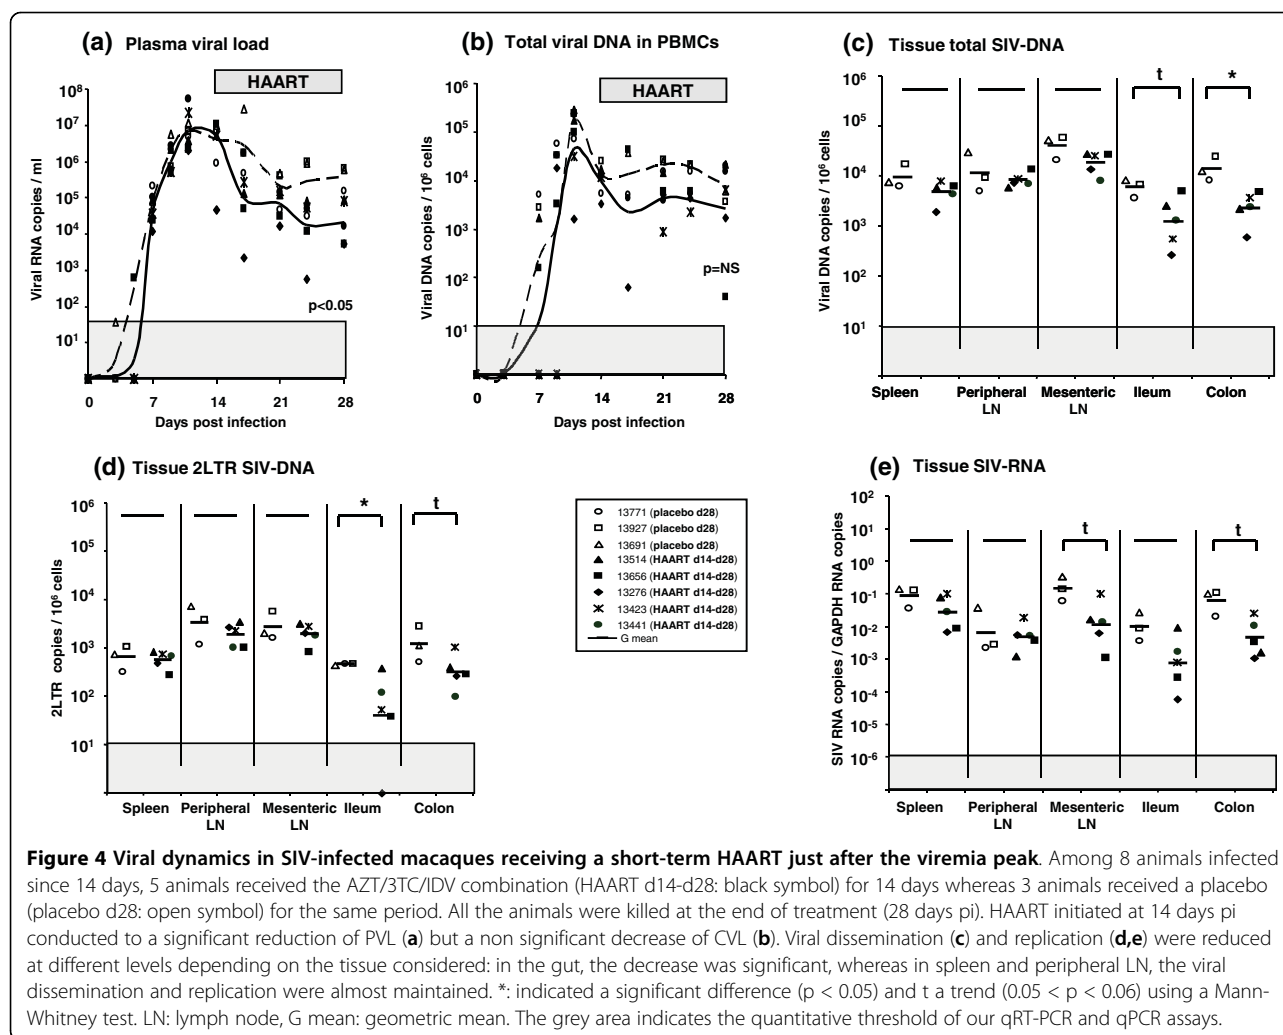 (a) Plasma viral load
HAART
Viral RNA copies / ml
10⁸
10⁷
10⁶
10⁵
10⁴
10³
10²
10¹
p<0.05
0 7 14 21 28
Days post infection
(b) Total viral DNA in PBMCs
HAART
Viral DNA copies / 10⁶ cells
10⁶
10⁵
10⁴
10³
10²
10¹
p=NS
0 7 14 21 28
Days post infection
(c) Tissue total SIV-DNA
Viral DNA copies / 10⁶ cells
10⁶
10⁵
10⁴
10³
10²
10¹
t *
Spleen Peripheral LN Mesenteric LN Ileum Colon
(d) Tissue 2LTR SIV-DNA
2LTR copies / 10⁶ cells
10⁶
10⁵
10⁴
10³
10²
10¹
* t
Spleen Peripheral LN Mesenteric LN Ileum Colon
13771 (placebo d28)
13927 (placebo d28)
13691 (placebo d28)
13514 (HAART d14-d28)
13656 (HAART d14-d28)
13276 (HAART d14-d28)
13423 (HAART d14-d28)
13441 (HAART d14-d28)
G mean
(e) Tissue SIV-RNA
SIV RNA copies / GAPDH RNA copies
10²
10¹
10⁰
10⁻¹
10⁻²
10⁻³
10⁻⁴
10⁻⁵
10⁻⁶
t t
Spleen Peripheral LN Mesenteric LN Ileum Colon
Figure 4 Viral dynamics in SIV-infected macaques receiving a short-term HAART just after the viremia peak. Among 8 animals infected
since 14 days, 5 animals received the AZT/3TC/IDV combination (HAART d14-d28: black symbol) for 14 days whereas 3 animals received a placebo
(placebo d28: open symbol) for the same period. All the animals were killed at the end of treatment (28 days pi). HAART initiated at 14 days pi
conducted to a significant reduction of PVL (a) but a non significant decrease of CVL (b). Viral dissemination (c) and replication (d,e) were reduced
at different levels depending on the tissue considered: in the gut, the decrease was significant, whereas in spleen and peripheral LN, the viral
dissemination and replication were almost maintained. *: indicated a significant difference (p < 0.05) and t a trend (0.05 < p < 0.06) using a Mann-
Whitney test. LN: lymph node, G mean: geometric mean. The grey area indicates the quantitative threshold of our qRT-PCR and qPCR assays.